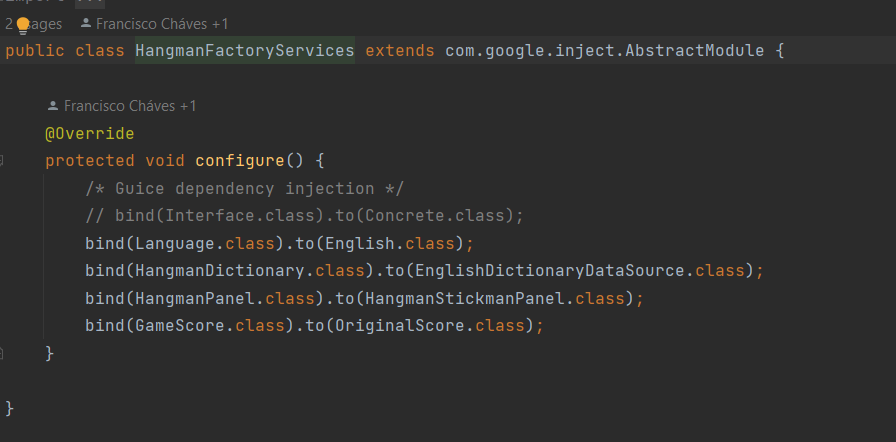 2 usages Francisco Cháves +1
public class HangmanFactoryServices extends com.google.inject.AbstractModule {
Francisco Cháves +1
@Override
protected void configure() {
/* Guice dependency injection */
// bind(Interface.class).to(Concrete.class);
bind(Language.class).to(English.class);
bind(HangmanDictionary.class).to(EnglishDictionaryDataSource.class);
bind(HangmanPanel.class).to(HangmanStickmanPanel.class);
bind(GameScore.class).to(OriginalScore.class);
}
}